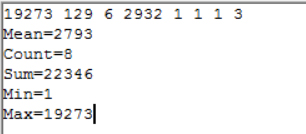 19273 129 6 2932 1 1 1 3
Mean=2793
Count=8
Sum=22346
Min=1
Max=19273